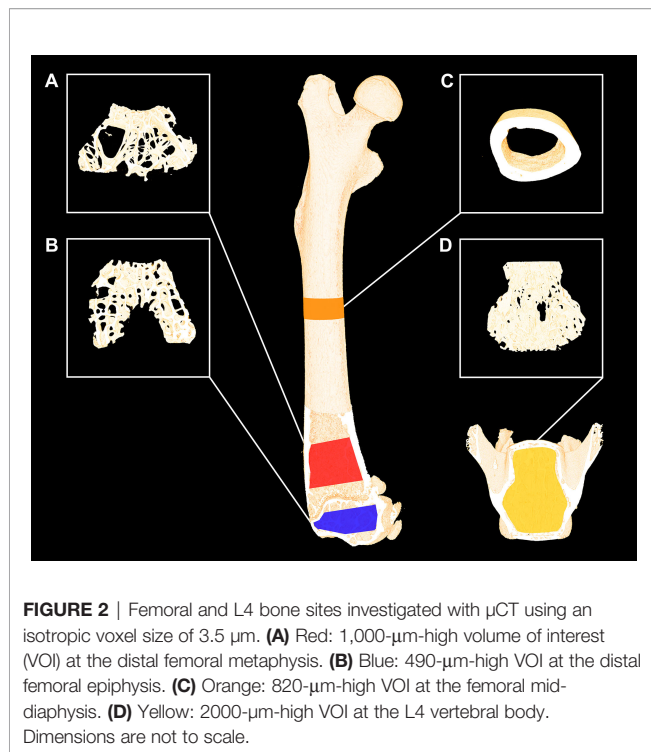 A
C
B
D
FIGURE 2 | Femoral and L4 bone sites investigated with µCT using an
isotropic voxel size of 3.5 µm. (A) Red: 1,000-µm-high volume of interest
(VOI) at the distal femoral metaphysis. (B) Blue: 490-µm-high VOI at the distal
femoral epiphysis. (C) Orange: 820-µm-high VOI at the femoral mid-
diaphysis. (D) Yellow: 2000-µm-high VOI at the L4 vertebral body.
Dimensions are not to scale.